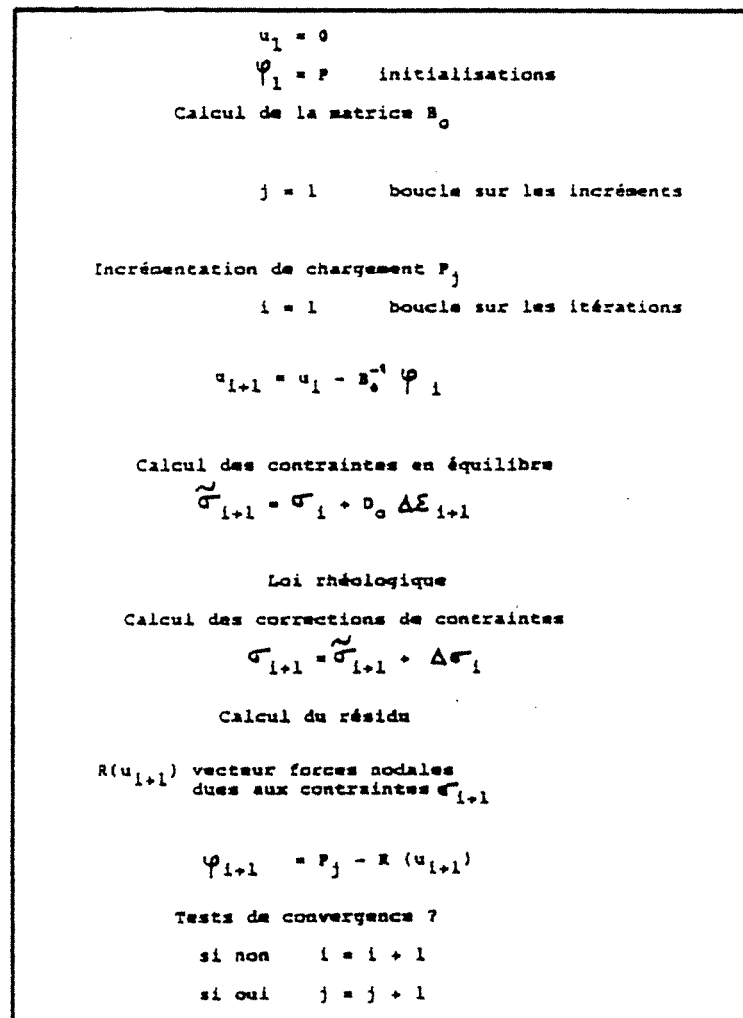 u₁ = 0
φ₁ = P initialisations
Calcul de la matrice B₀
j = 1 boucle sur les incréments
Incrémentation de chargement Pⱼ
i = 1 boucle sur les itérations
uᵢ₊₁ = uᵢ - B₀⁻¹ φᵢ
Calcul des contraintes en équilibre
σ̃ᵢ₊₁ = σᵢ + D₀ Δεᵢ₊₁
Loi rhéologique
Calcul des corrections de contraintes
σᵢ₊₁ = σ̃ᵢ₊₁ + Δσᵢ
Calcul du résidu
R(uᵢ₊₁) vecteur forces nodales
dues aux contraintes σᵢ₊₁
φᵢ₊₁ = Pⱼ - R (uᵢ₊₁)
Tests de convergence ?
si non i = i + 1
si oui j = j + 1